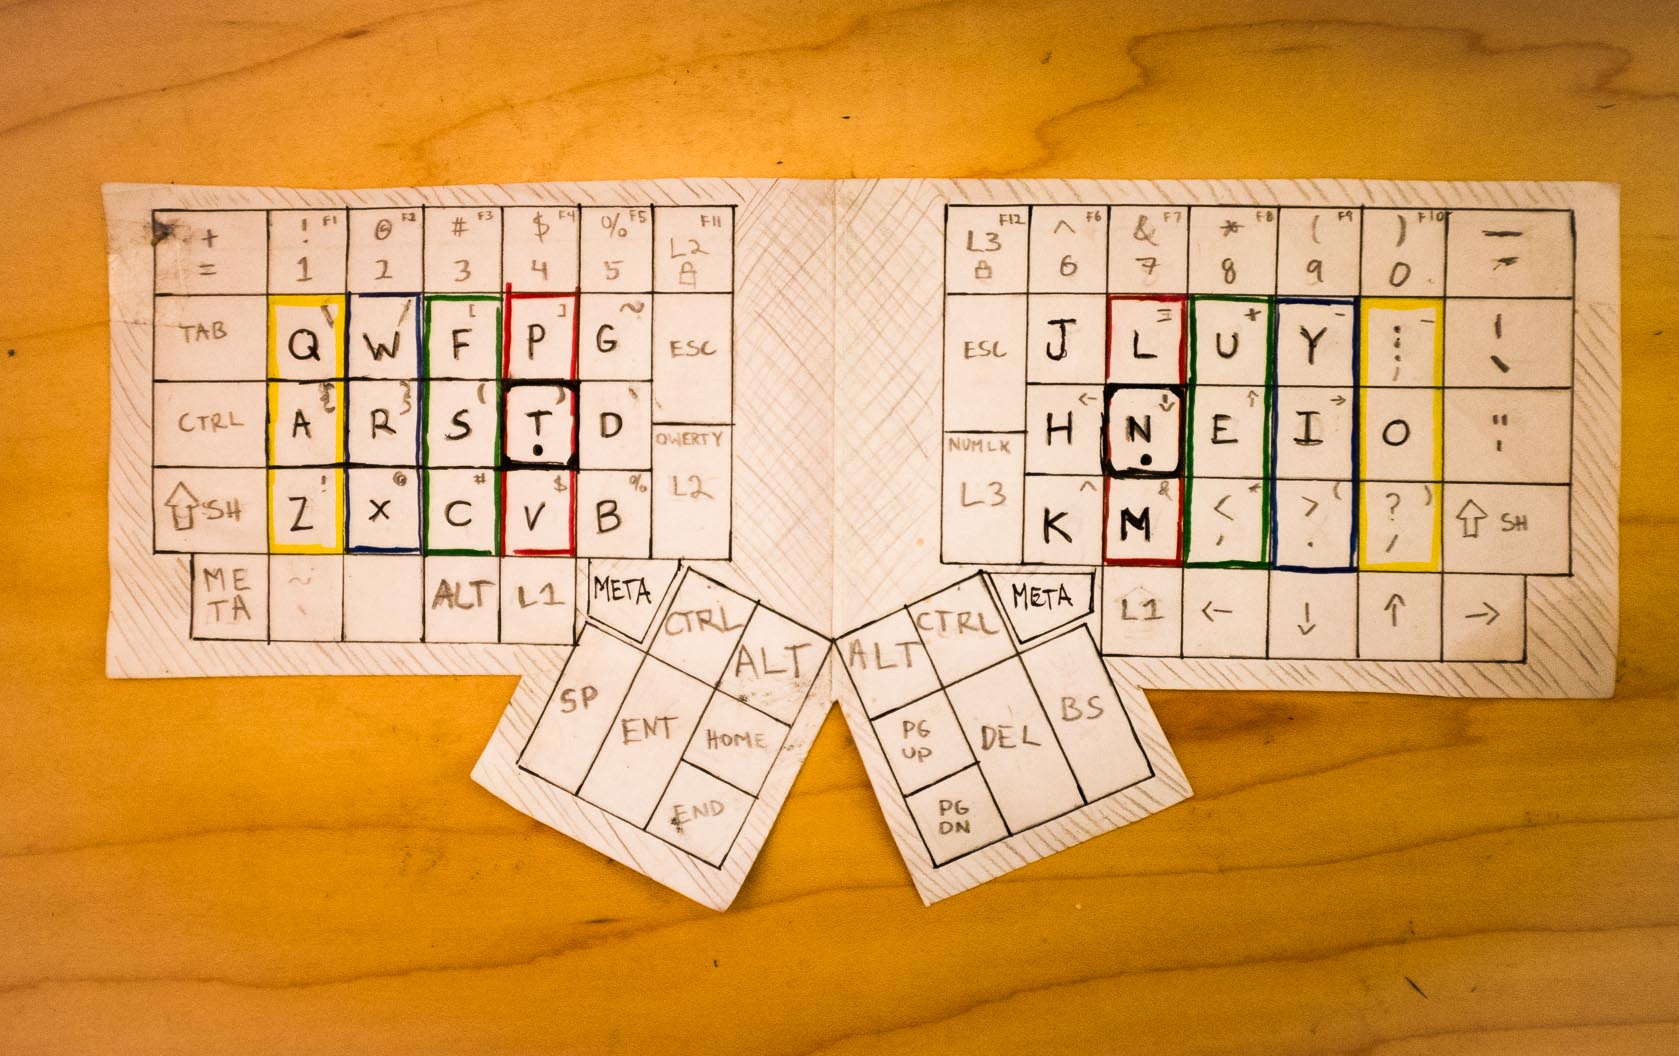 + ! F1 @ F2 # F3 $ F4 % F5 F11 F12 ^ F6 & F7 * F8 ( F9 ) F10 —
= 1 2 3 4 5 L2 L3 6 7 8 9 0 -
TAB Q \ W / F [ P ] G ~ ESC ESC J L = U + Y - : ; _ | \
CTRL A { R } S ( T ) D ` H ← N ↓ E ↑ I → O " '
QWERTY NUMLK
⇧ SH Z ! X @ C # V $ B % L2 L3 K ^ M & < , * > . ( ? / ) ⇧ SH
META ~ ` ALT L1 META META L1 ← ↓ ↑ →
CTRL ALT ALT CTRL
SP ENT HOME PG UP DEL BS
END PG DN